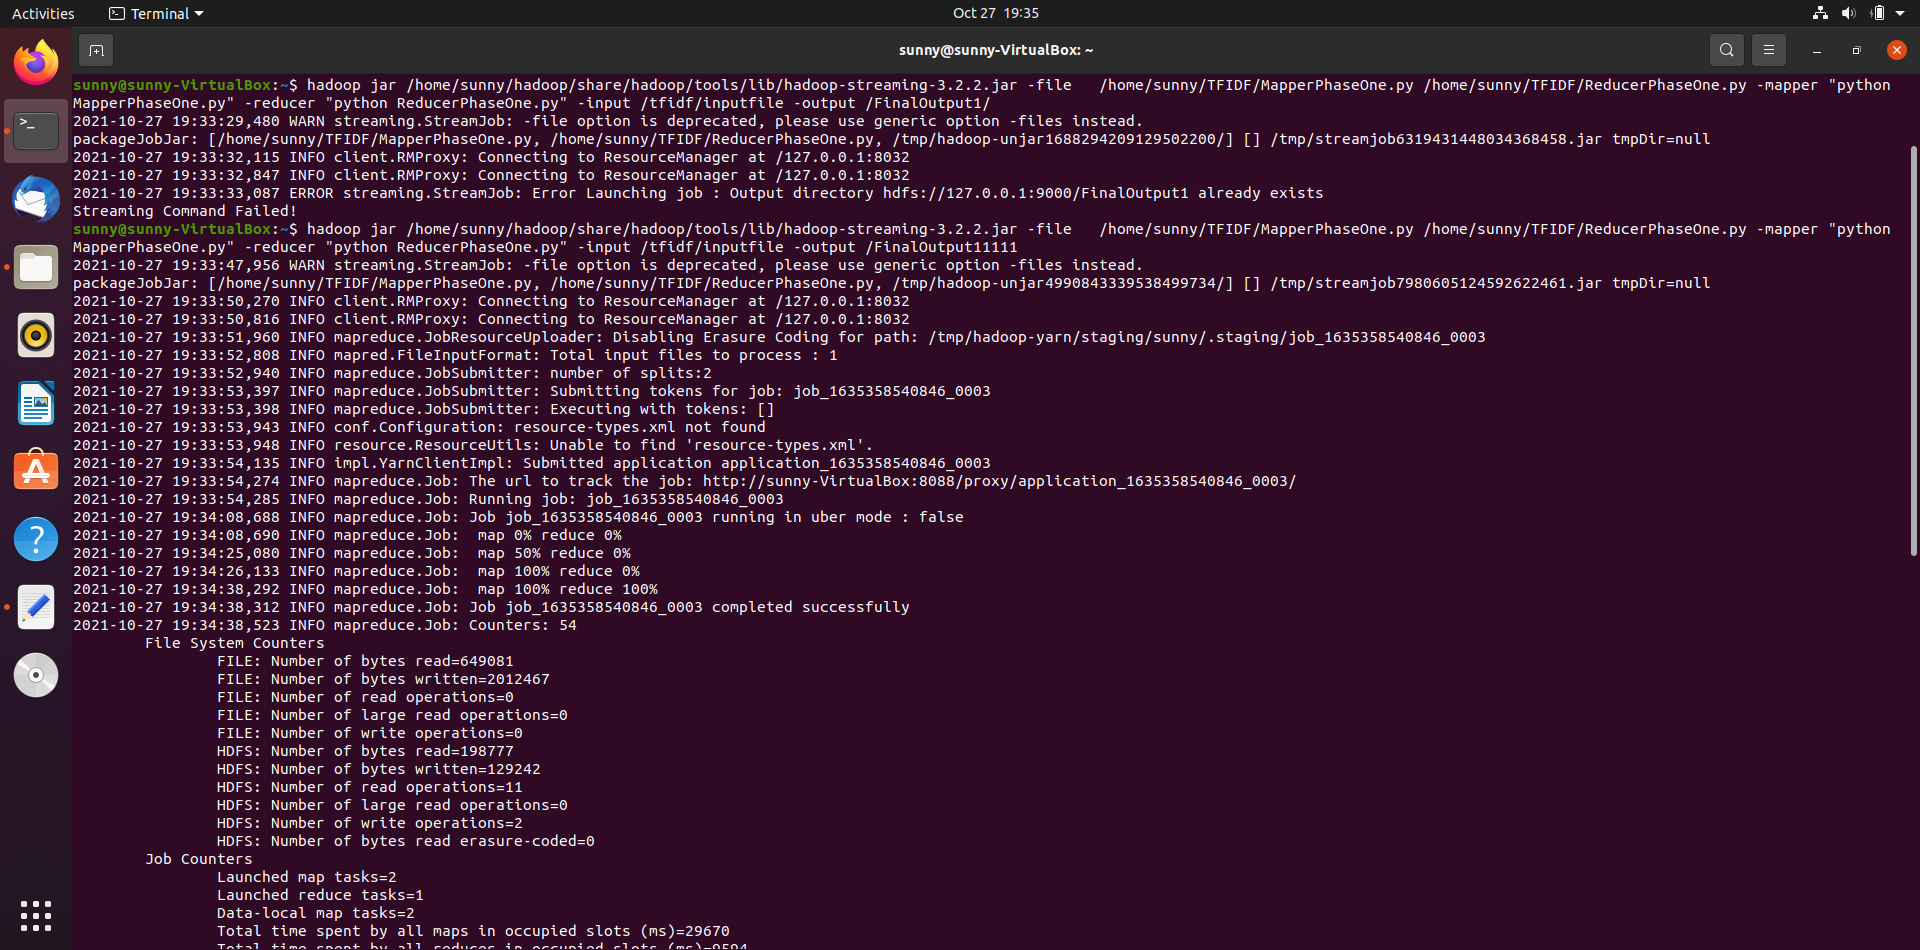 Activities
Terminal
Oct 27 19:35
sunny@sunny-VirtualBox: ~
sunny@sunny-VirtualBox:~$ hadoop jar /home/sunny/hadoop/share/hadoop/tools/lib/hadoop-streaming-3.2.2.jar -file   /home/sunny/TFIDF/MapperPhaseOne.py /home/sunny/TFIDF/ReducerPhaseOne.py -mapper "python
MapperPhaseOne.py" -reducer "python ReducerPhaseOne.py" -input /tfidf/inputfile -output /FinalOutput1/
2021-10-27 19:33:29,480 WARN streaming.StreamJob: -file option is deprecated, please use generic option -files instead.
packageJobJar: [/home/sunny/TFIDF/MapperPhaseOne.py, /home/sunny/TFIDF/ReducerPhaseOne.py, /tmp/hadoop-unjar1688294209129502200/] [] /tmp/streamjob6319431448034368458.jar tmpDir=null
2021-10-27 19:33:32,115 INFO client.RMProxy: Connecting to ResourceManager at /127.0.0.1:8032
2021-10-27 19:33:32,847 INFO client.RMProxy: Connecting to ResourceManager at /127.0.0.1:8032
2021-10-27 19:33:33,087 ERROR streaming.StreamJob: Error Launching job : Output directory hdfs://127.0.0.1:9000/FinalOutput1 already exists
Streaming Command Failed!
sunny@sunny-VirtualBox:~$ hadoop jar /home/sunny/hadoop/share/hadoop/tools/lib/hadoop-streaming-3.2.2.jar -file   /home/sunny/TFIDF/MapperPhaseOne.py /home/sunny/TFIDF/ReducerPhaseOne.py -mapper "python
MapperPhaseOne.py" -reducer "python ReducerPhaseOne.py" -input /tfidf/inputfile -output /FinalOutput11111
2021-10-27 19:33:47,956 WARN streaming.StreamJob: -file option is deprecated, please use generic option -files instead.
packageJobJar: [/home/sunny/TFIDF/MapperPhaseOne.py, /home/sunny/TFIDF/ReducerPhaseOne.py, /tmp/hadoop-unjar4990843339538499734/] [] /tmp/streamjob7980605124592622461.jar tmpDir=null
2021-10-27 19:33:50,270 INFO client.RMProxy: Connecting to ResourceManager at /127.0.0.1:8032
2021-10-27 19:33:50,816 INFO client.RMProxy: Connecting to ResourceManager at /127.0.0.1:8032
2021-10-27 19:33:51,960 INFO mapreduce.JobResourceUploader: Disabling Erasure Coding for path: /tmp/hadoop-yarn/staging/sunny/.staging/job_1635358540846_0003
2021-10-27 19:33:52,808 INFO mapred.FileInputFormat: Total input files to process : 1
2021-10-27 19:33:52,940 INFO mapreduce.JobSubmitter: number of splits:2
2021-10-27 19:33:53,397 INFO mapreduce.JobSubmitter: Submitting tokens for job: job_1635358540846_0003
2021-10-27 19:33:53,398 INFO mapreduce.JobSubmitter: Executing with tokens: []
2021-10-27 19:33:53,943 INFO conf.Configuration: resource-types.xml not found
2021-10-27 19:33:53,948 INFO resource.ResourceUtils: Unable to find 'resource-types.xml'.
2021-10-27 19:33:54,135 INFO impl.YarnClientImpl: Submitted application application_1635358540846_0003
2021-10-27 19:33:54,274 INFO mapreduce.Job: The url to track the job: http://sunny-VirtualBox:8088/proxy/application_1635358540846_0003/
2021-10-27 19:33:54,285 INFO mapreduce.Job: Running job: job_1635358540846_0003
2021-10-27 19:34:08,688 INFO mapreduce.Job: Job job_1635358540846_0003 running in uber mode : false
2021-10-27 19:34:08,690 INFO mapreduce.Job:  map 0% reduce 0%
2021-10-27 19:34:25,080 INFO mapreduce.Job:  map 50% reduce 0%
2021-10-27 19:34:26,133 INFO mapreduce.Job:  map 100% reduce 0%
2021-10-27 19:34:38,292 INFO mapreduce.Job:  map 100% reduce 100%
2021-10-27 19:34:38,312 INFO mapreduce.Job: Job job_1635358540846_0003 completed successfully
2021-10-27 19:34:38,523 INFO mapreduce.Job: Counters: 54
File System Counters
FILE: Number of bytes read=649081
FILE: Number of bytes written=2012467
FILE: Number of read operations=0
FILE: Number of large read operations=0
FILE: Number of write operations=0
HDFS: Number of bytes read=198777
HDFS: Number of bytes written=129242
HDFS: Number of read operations=11
HDFS: Number of large read operations=0
HDFS: Number of write operations=2
HDFS: Number of bytes read erasure-coded=0
Job Counters
Launched map tasks=2
Launched reduce tasks=1
Data-local map tasks=2
Total time spent by all maps in occupied slots (ms)=29670
Total time spent by all reduces in occupied slots (ms)=9594